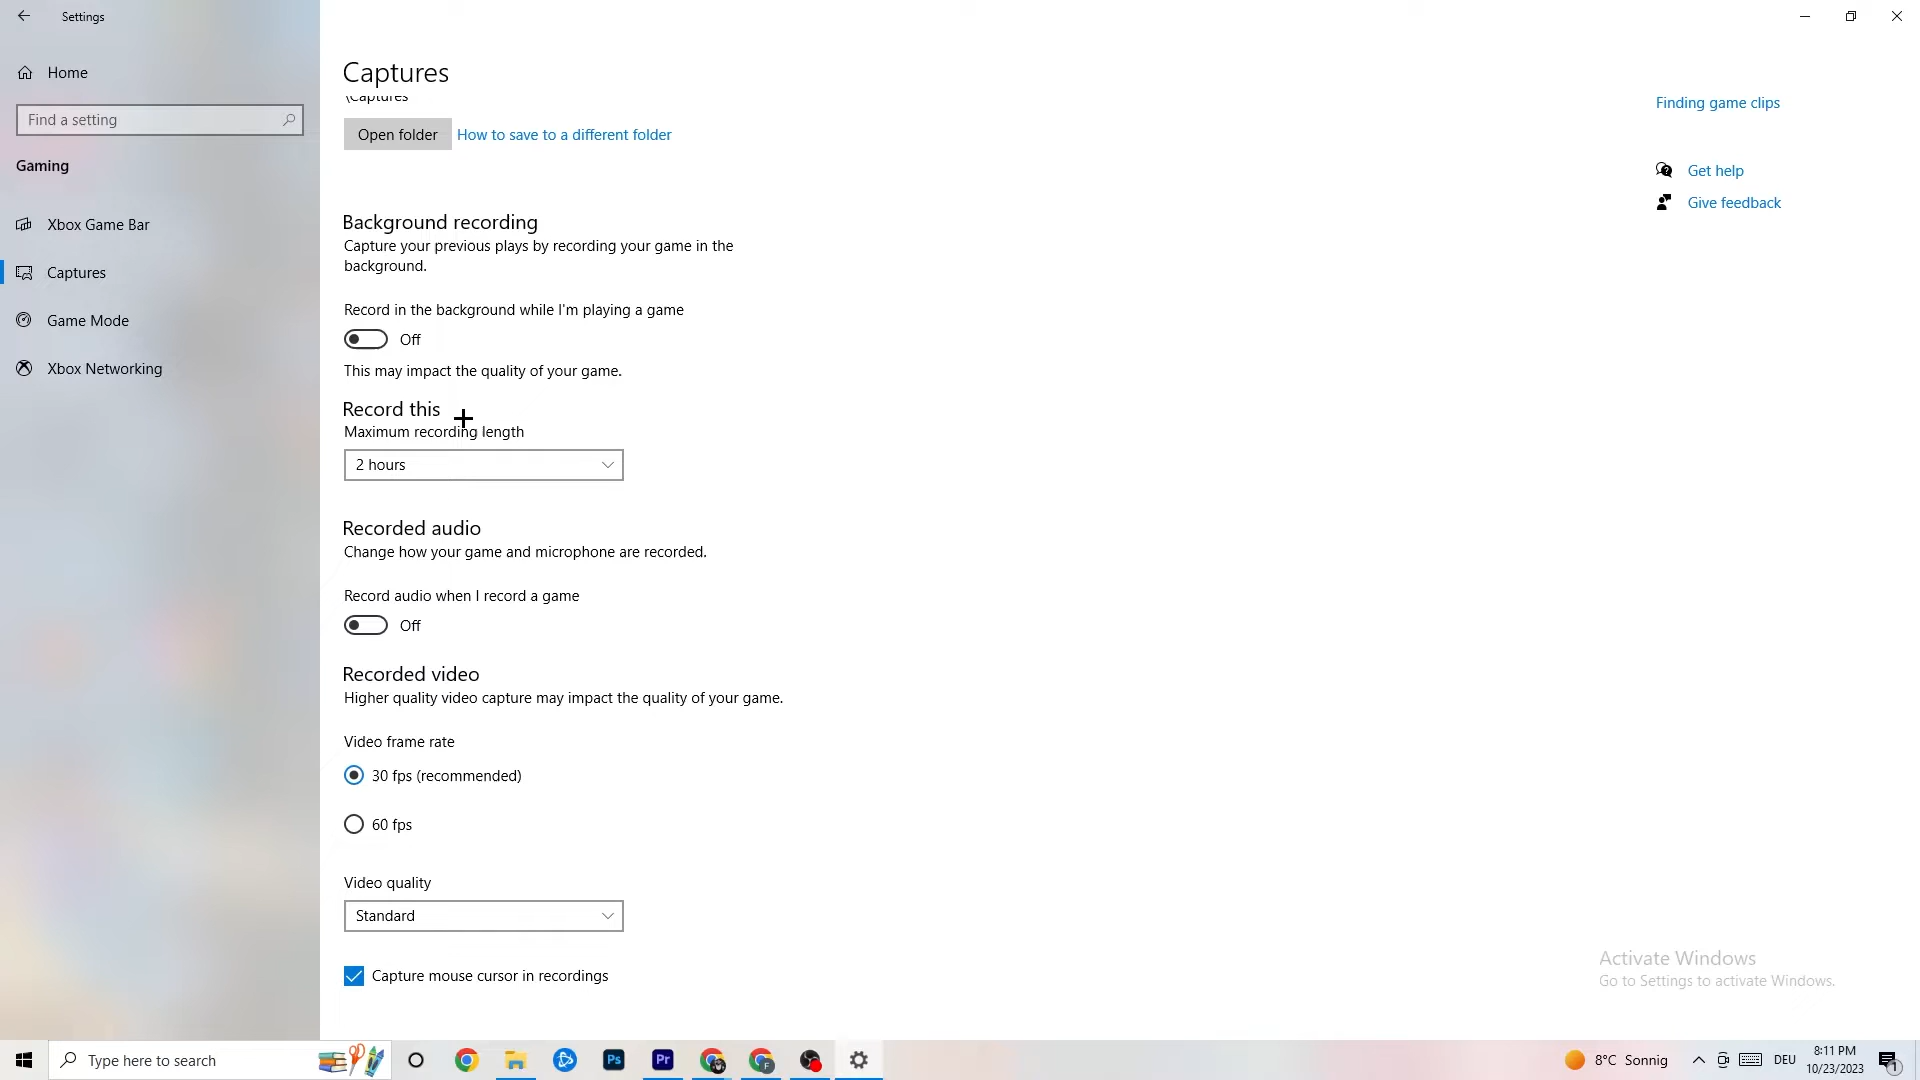 Settings
Home
Find a setting
Gaming
Xbox Game Bar
Captures
Game Mode
Xbox Networking
Captures
\Captures
Open folder
How to save to a different folder
Background recording
Capture your previous plays by recording your game in the
background.
Record in the background while I'm playing a game
Off
This may impact the quality of your game.
Record this
Maximum recording length
2 hours
Recorded audio
Change how your game and microphone are recorded.
Record audio when I record a game
Off
Recorded video
Higher quality video capture may impact the quality of your game.
Video frame rate
30 fps (recommended)
60 fps
Video quality
Standard
Capture mouse cursor in recordings
Finding game clips
Get help
Give feedback
Activate Windows
Go to Settings to activate Windows.
Type here to search
Ps
Pr
F
8°C Sonnig
DEU
8:11 PM
10/23/2023
1